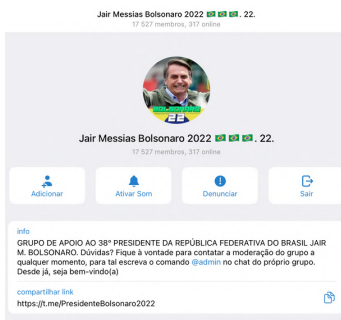 Jair Messias Bolsonaro 2022 🇧🇷 🇧🇷 🇧🇷 . 22.
17 527 membros, 317 online
BOLSONARO
22
Jair Messias Bolsonaro 2022 🇧🇷 🇧🇷 🇧🇷 . 22.
17 527 membros, 317 online
Adicionar Ativar Som Denunciar Sair
info
GRUPO DE APOIO AO 38º PRESIDENTE DA REPÚBLICA FEDERATIVA DO BRASIL JAIR
M. BOLSONARO. Dúvidas? Fique à vontade para contatar a moderação do grupo a
qualquer momento, para tal escreva o comando @admin no chat do próprio grupo.
Desde já, seja bem-vindo(a)
compartilhar link
https://t.me/PresidenteBolsonaro2022